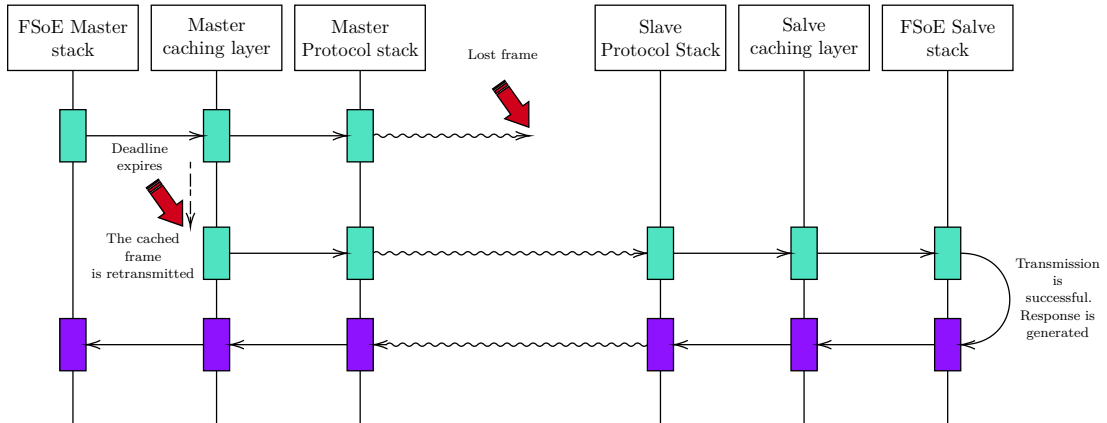 FSoE Master
stack
Master
caching layer
Master
Protocol stack
Lost frame
Slave
Protocol Stack
Salve
caching layer
FSoE Salve
stack
Deadline
expires
The cached
frame
is retransmitted
Transmission
is
successful.
Response is
generated